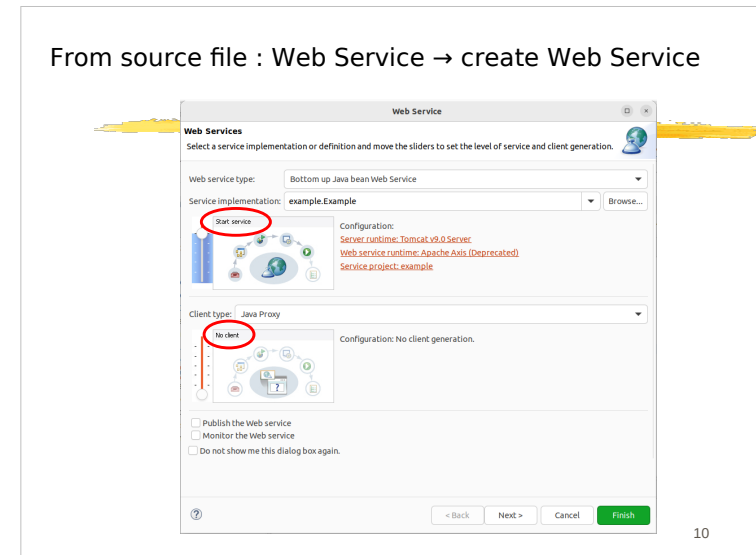 From source file : Web Service → create Web Service
Web Service
Web Services
Select a service implementation or definition and move the sliders to set the level of service and client generation.
Web service type: Bottom up Java bean Web Service
Service implementation: example.Example Browse...
Start service
Configuration:
Server runtime: Tomcat v9.0 Server
Web service runtime: Apache Axis (Deprecated)
Service project: example
Client type: Java Proxy
No client
Configuration: No client generation.
Publish the Web service
Monitor the Web service
Do not show me this dialog box again.
? < Back Next > Cancel Finish
10